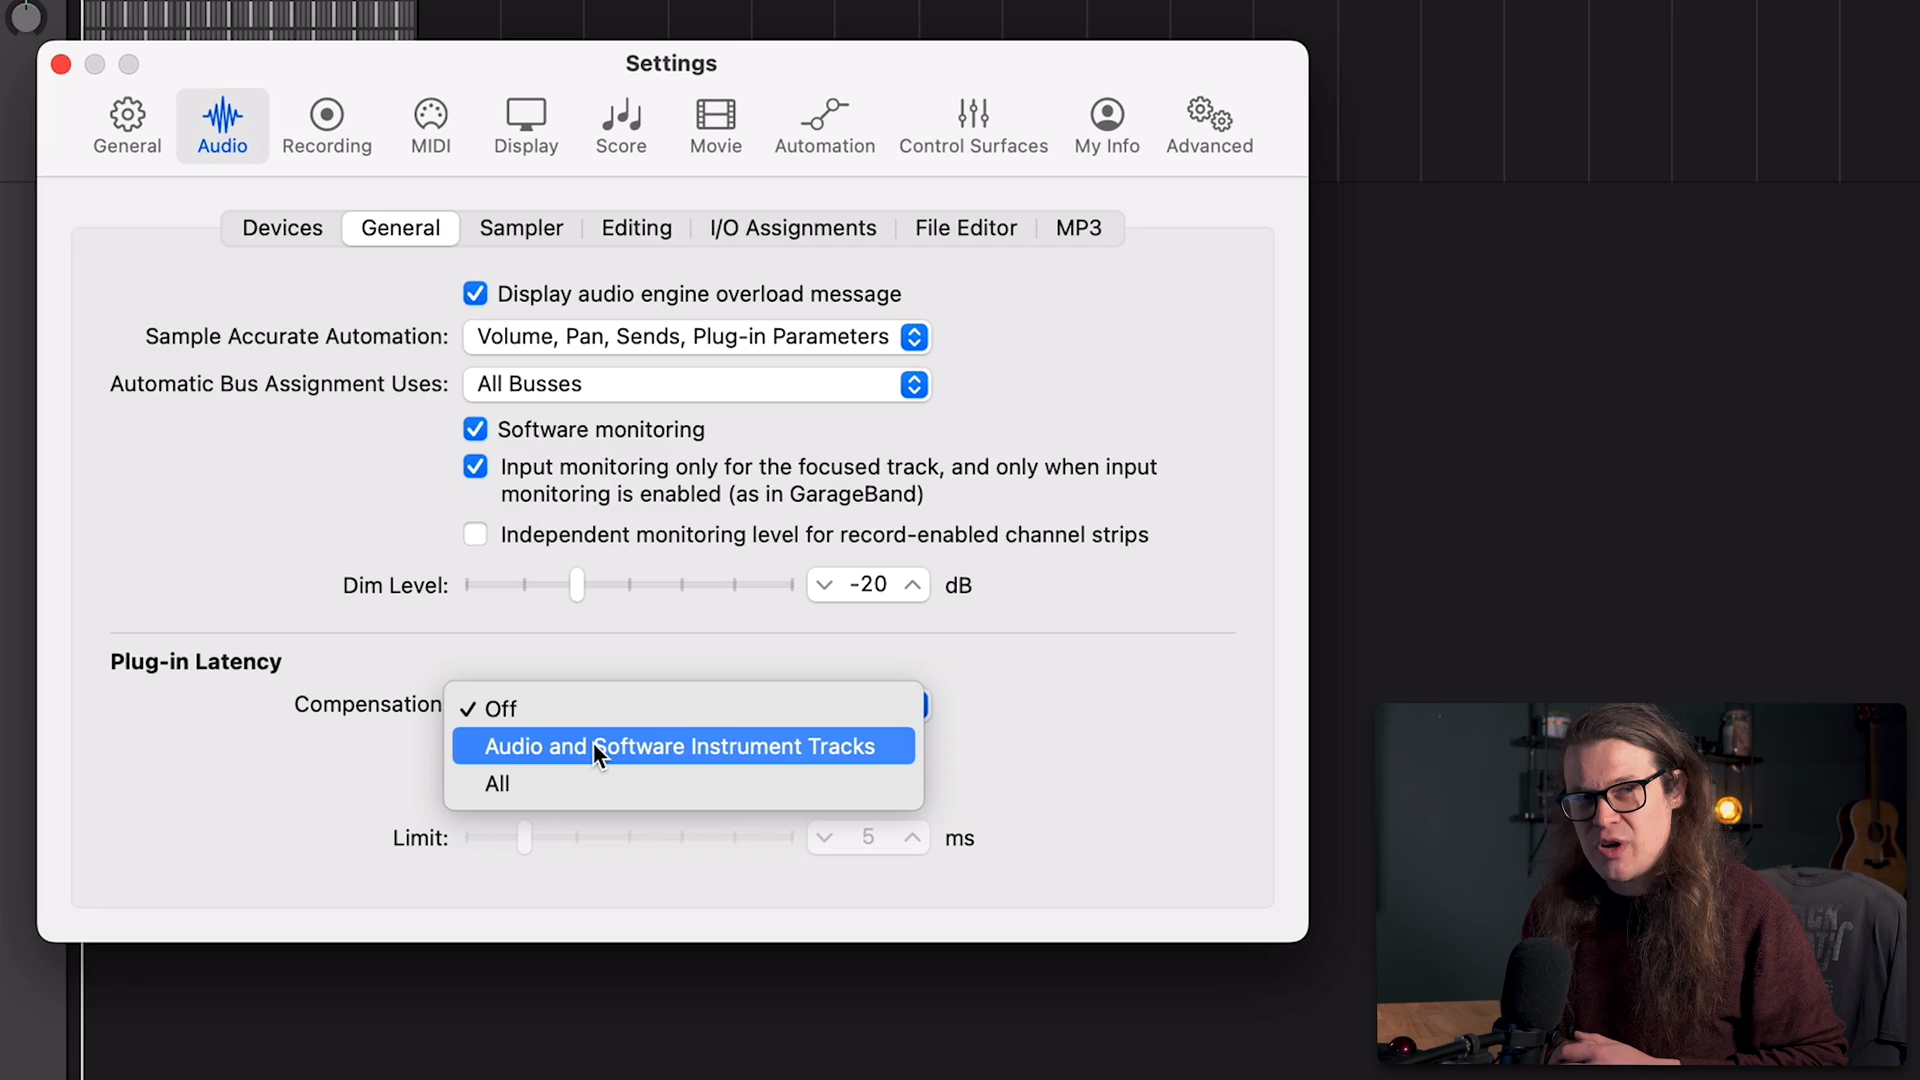 Settings
General
Audio
Recording
MIDI
Display
Score
Movie
Automation
Control Surfaces
My Info
Advanced
Devices
General
Sampler
Editing
I/O Assignments
File Editor
MP3
Display audio engine overload message
Sample Accurate Automation: Volume, Pan, Sends, Plug-in Parameters
Automatic Bus Assignment Uses: All Busses
Software monitoring
Input monitoring only for the focused track, and only when input
monitoring is enabled (as in GarageBand)
Independent monitoring level for record-enabled channel strips
Dim Level: -20 dB
Plug-in Latency
Compensation
Off
Audio and Software Instrument Tracks
All
Limit: 5 ms